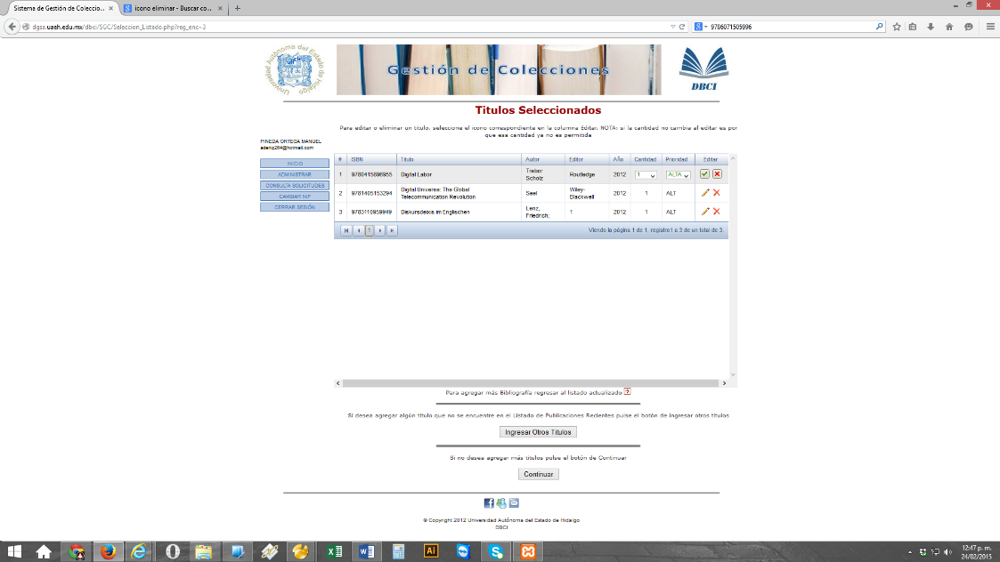 Sistema de Gestión de Coleccio...
icono eliminar - Buscar co...
dgsa.uaeh.edu.mx/dbci/SGC/Seleccion_Listado.php?reg_enc=3
9786071505996
Universidad Autónoma del Estado de Hidalgo
Gestión de Colecciones
DBCI
Titulos Seleccionados
Para editar o eliminar un titulo, seleccione el icono correspondiente en la columna Editar, NOTA: si la cantidad no cambia al editar es por
que esa cantidad ya no es permitida
PINEDA ORTEGA MANUEL
adenip264@hotmail.com
INICIO
ADMINISTRAR
CONSULTA SOLICITUDES
CAMBIAR NIP
CERRAR SESIÓN
# ISBN Titulo Autor Editor Año Cantidad Prioridad Editar
1 9780415896955 Digital Labor Trebor Scholz Routledge 2012 1 ALTA
2 9781405153294 Digital Universe: The Global Telecommunication Revolution Seel Wiley-Blackwell 2012 1 ALT
3 9783110959949 Diskursdeixis im Englischen Lenz, Friedrich; 1 2012 1 ALT
1
Viendo la página 1 de 1, registro1 a 3 de un total de 3.
Para agregar más Bibliografía regresar al listado actualizado
Si desea agregar algún titulo que no se encuentre en el Listado de Publicaciones Recientes pulse el botón de ingresar otros titulos
Ingresar Otros Titulos
Si no desea agregar más titulos pulse el botón de Continuar
Continuar
© Copyright 2012 Universidad Autónoma del Estado de Hidalgo
DBCI
12:47 p. m.
24/02/2015